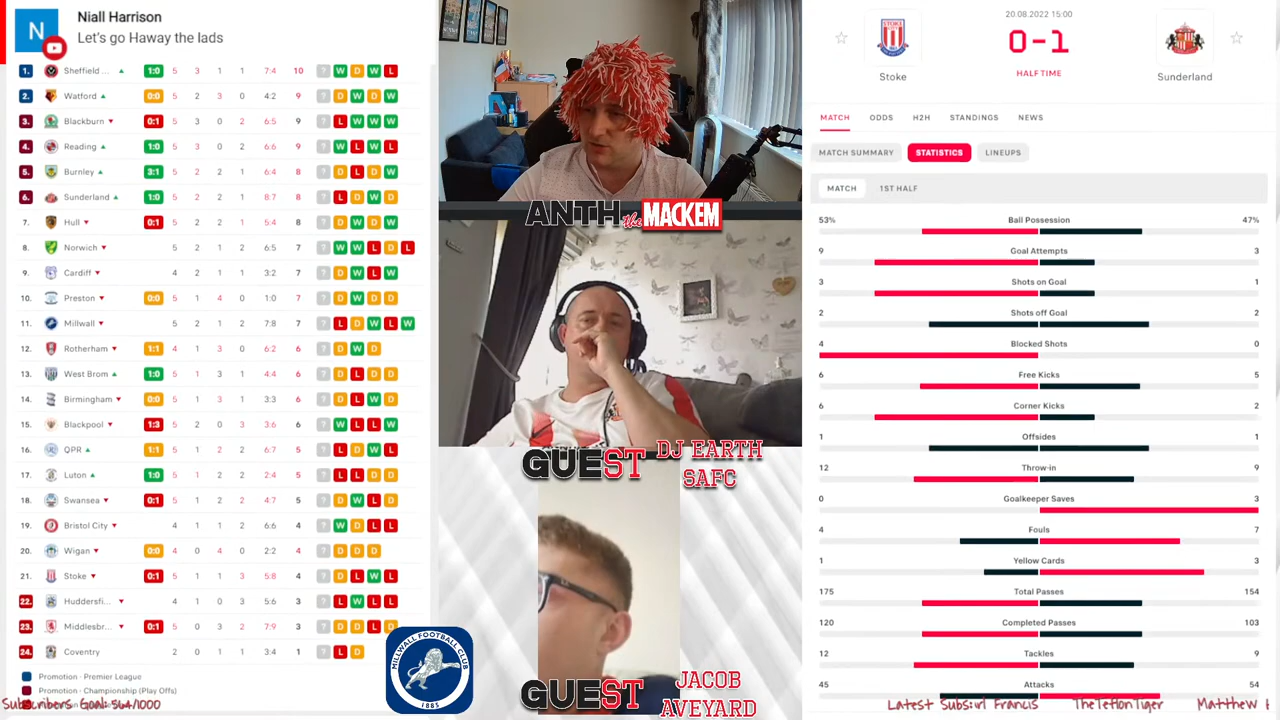 N
Niall Harrison
Let's go Haway the lads
1. Sheffield ... 1:0 5 3 1 1 7:4 10 ? W D W L
2. Watford 0:0 5 2 3 0 4:2 9 ? D W D W
3. Blackburn 0:1 5 3 0 2 6:5 9 ? L W W W
4. Reading 1:0 5 3 0 2 6:6 9 ? W L W L
5. Burnley 3:1 5 2 2 1 6:4 8 ? D L D W
6. Sunderland 1:0 5 2 2 1 8:7 8 ? L D W D
7. Hull 0:1 5 2 2 1 5:4 8 ? D W D W
8. Norwich 5 2 1 2 6:5 7 ? W W L D L
9. Cardiff 4 2 1 1 3:2 7 ? D W L W
10. Preston 0:0 5 1 4 0 1:0 7 ? D W D D
11. Millwall 5 2 1 2 7:8 7 ? L D W L W
12. Rotherham 1:1 4 1 3 0 6:2 6 ? D W D
13. West Brom 1:0 5 1 3 1 4:4 6 ? D L D D
14. Birmingham 0:0 5 1 3 1 3:3 6 ? D L W D
15. Blackpool 1:3 5 2 0 3 3:6 6 ? W L L W
16. QPR 1:1 5 1 2 2 6:7 5 ? L D W L
17. Luton 1:0 5 1 2 2 2:4 5 ? L L D D
18. Swansea 0:1 5 1 2 2 4:7 5 ? D W L D
19. Bristol City 4 1 1 2 6:6 4 ? W D L L
20. Wigan 0:0 4 0 4 0 2:2 4 ? D D D
21. Stoke 0:1 5 1 1 3 5:8 4 ? D L W L
22. Huddersfi... 4 1 0 3 5:6 3 ? L W L L
23. Middlesbr... 0:1 5 0 3 2 7:9 3 ? D D L D
24. Coventry 2 0 1 1 3:4 1 ? L D
Promotion - Premier League
Promotion - Championship (Play Offs)
Subscribers Goal: 564/1000
ANTH the MACKEM
GUEST DJ EARTH SAFC
MILLWALL FOOTBALL CLUB
1885
GUEST JACOB AVEYARD
20.08.2022 15:00
0-1
HALF TIME
Stoke
Sunderland
MATCH ODDS H2H STANDINGS NEWS
MATCH SUMMARY STATISTICS LINEUPS
MATCH 1ST HALF
53% Ball Possession 47%
9 Goal Attempts 3
3 Shots on Goal 1
2 Shots off Goal 2
4 Blocked Shots 0
6 Free Kicks 5
6 Corner Kicks 2
1 Offsides 1
12 Throw-in 9
0 Goalkeeper Saves 3
4 Fouls 7
1 Yellow Cards 3
175 Total Passes 154
120 Completed Passes 103
12 Tackles 9
45 Attacks 54
Latest Subs: vrl Francis TheTeflonTiger Matthew